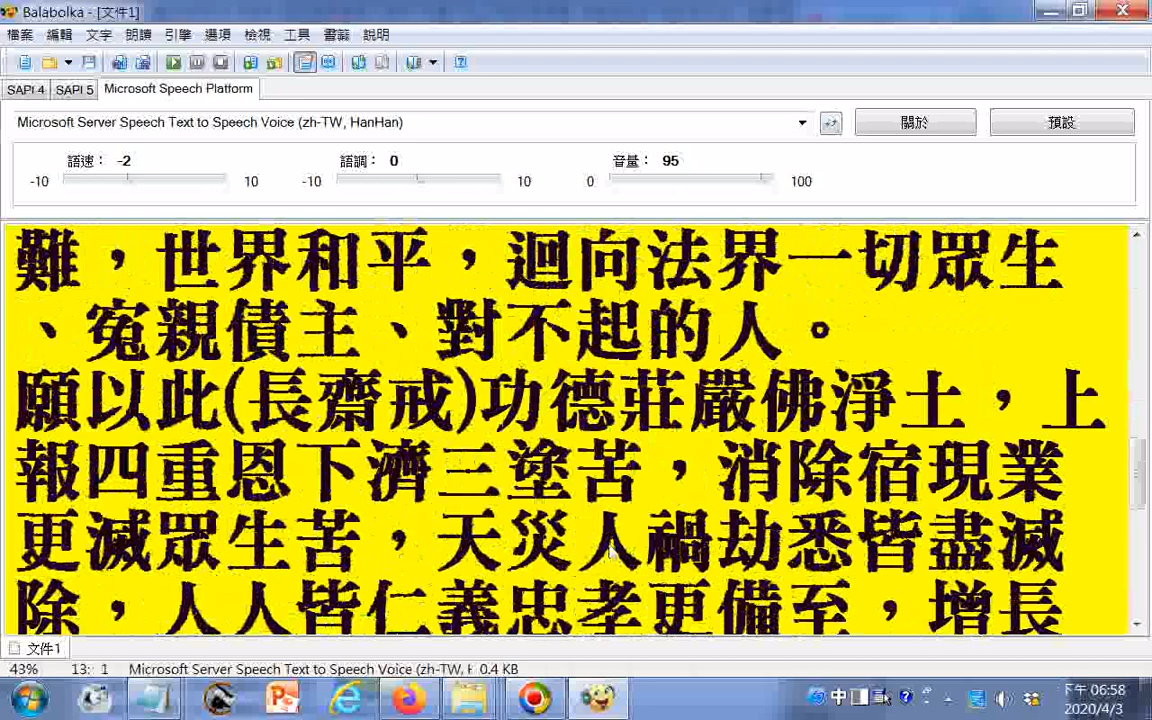 Balabolka - [文件1]
檔案 編輯 文字 朗讀 引擎 選項 檢視 工具 書籤 說明
SAPI 4 SAPI 5 Microsoft Speech Platform
Microsoft Server Speech Text to Speech Voice (zh-TW, HanHan) 關於 預設
語速： -2 語調： 0 音量： 95
-10 10 -10 10 0 100
難，世界和平，迴向法界一切眾生
、寃親債主、對不起的人。
願以此(長齋戒)功德莊嚴佛淨土，上
報四重恩下濟三塗苦，消除宿現業
更滅眾生苦，天災人禍劫悉皆盡滅
除，人人皆仁義忠孝更備至，增長
文件1
43% 13: 1 Microsoft Server Speech Text to Speech Voice (zh-TW, H 0.4 KB
中 下午 06:58
2020/4/3